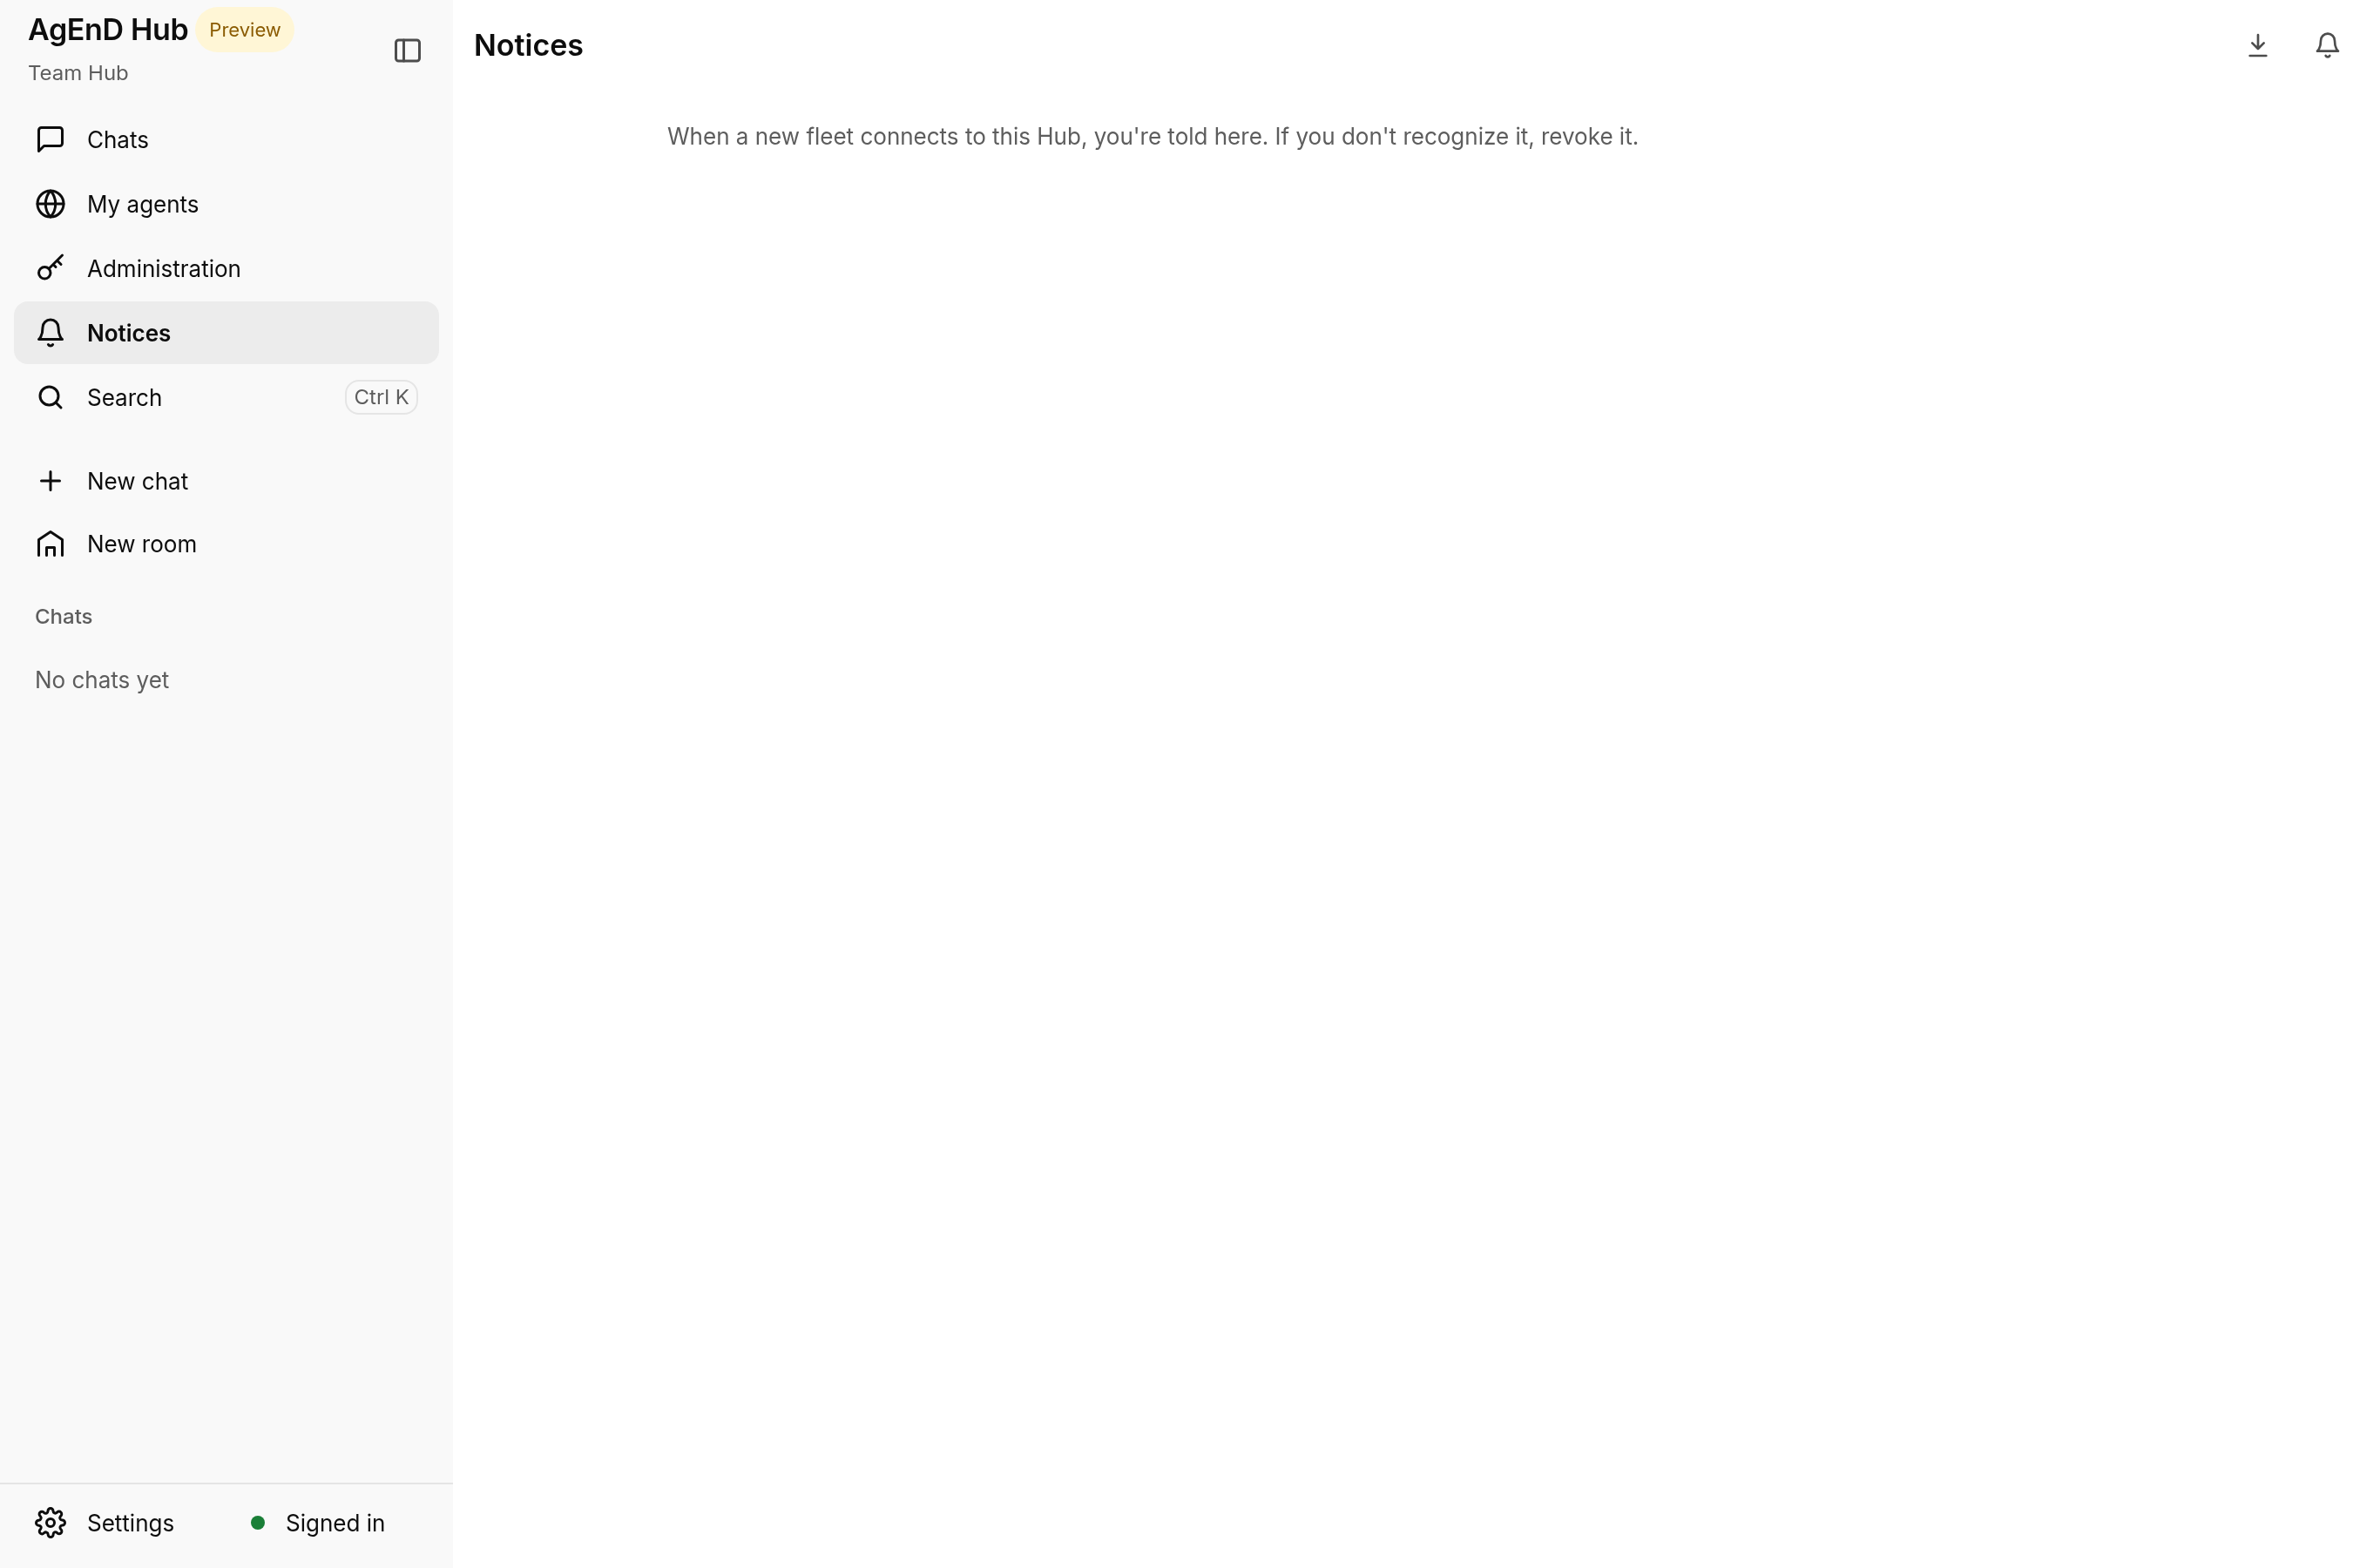 AgEnD Hub Preview
Team Hub
Chats
My agents
Administration
Notices
Search Ctrl K
New chat
New room
Chats
No chats yet
Settings Signed in
Notices
When a new fleet connects to this Hub, you're told here. If you don't recognize it, revoke it.